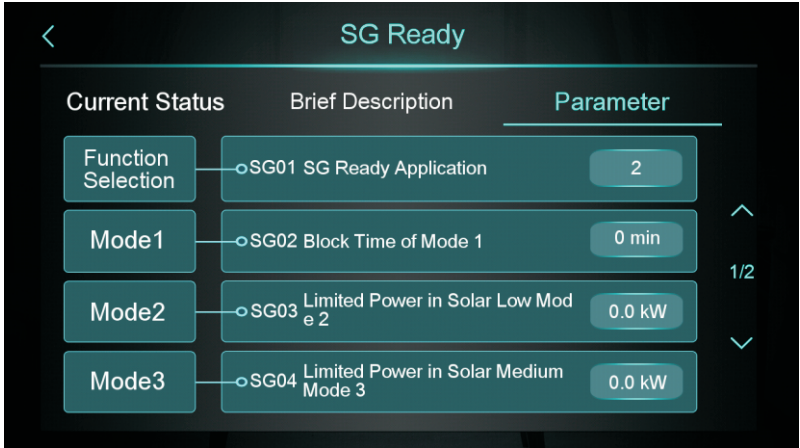 SG Ready
Current Status Brief Description Parameter
Function
Selection
SG01 SG Ready Application 2
Mode1 SG02 Block Time of Mode 1 0 min
1/2
Mode2 SG03 Limited Power in Solar Low Mod
e 2 0.0 kW
Mode3 SG04 Limited Power in Solar Medium
Mode 3 0.0 kW